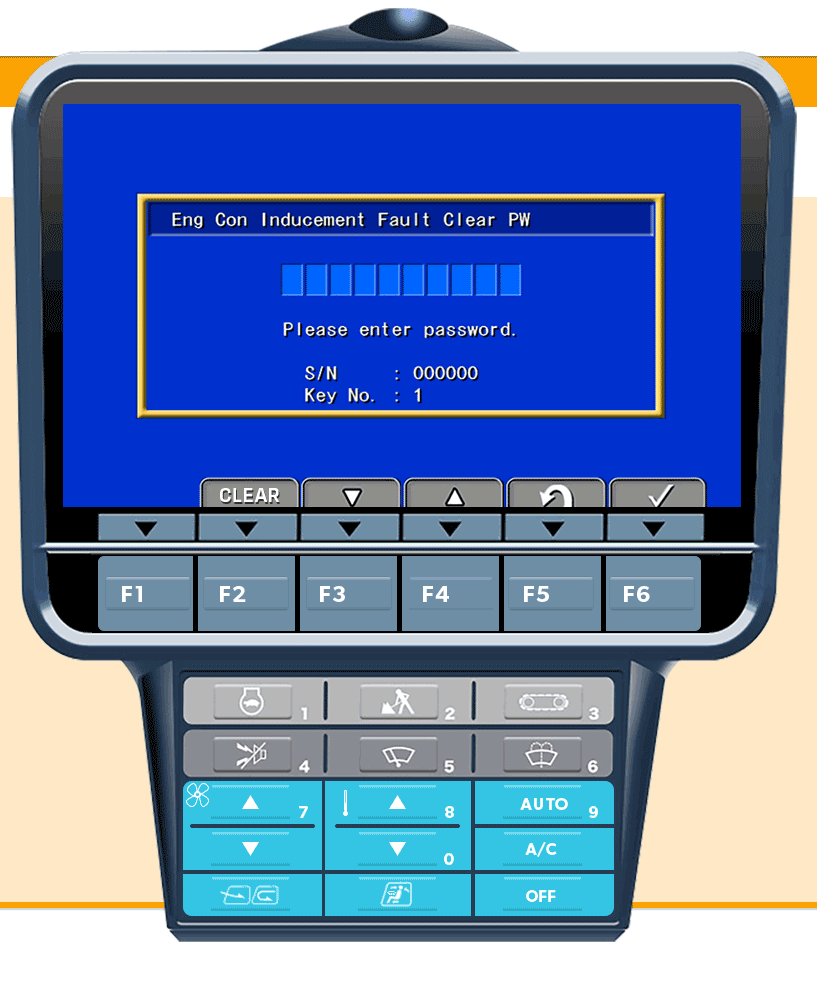 Eng Con Inducement Fault Clear PW
Please enter password.
S/N : 000000
Key No. : 1
CLEAR
F1 F2 F3 F4 F5 F6
1 2 3
4 5 6
7 8 AUTO 9
0 A/C
OFF